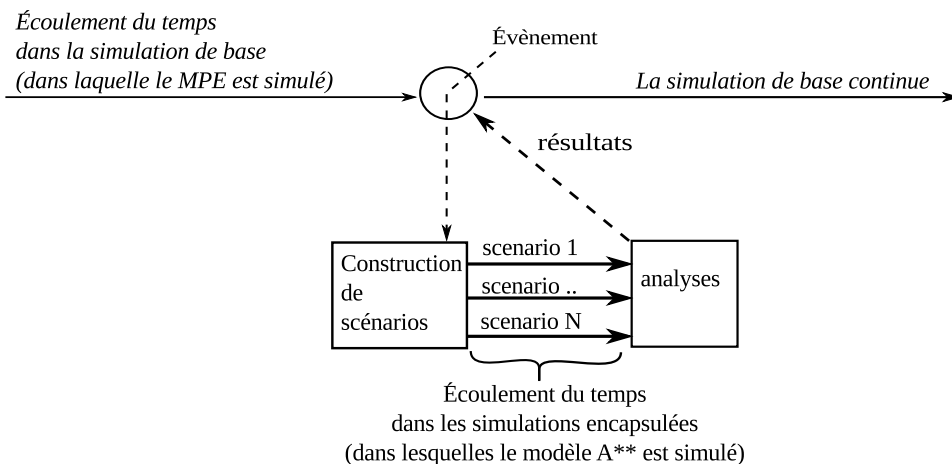 Écoulement du temps
dans la simulation de base
(dans laquelle le MPE est simulé)
Évènement
La simulation de base continue
résultats
Construction
de
scénarios
scenario 1
scenario ..
scenario N
analyses
Écoulement du temps
dans les simulations encapsulées
(dans lesquelles le modèle A** est simulé)